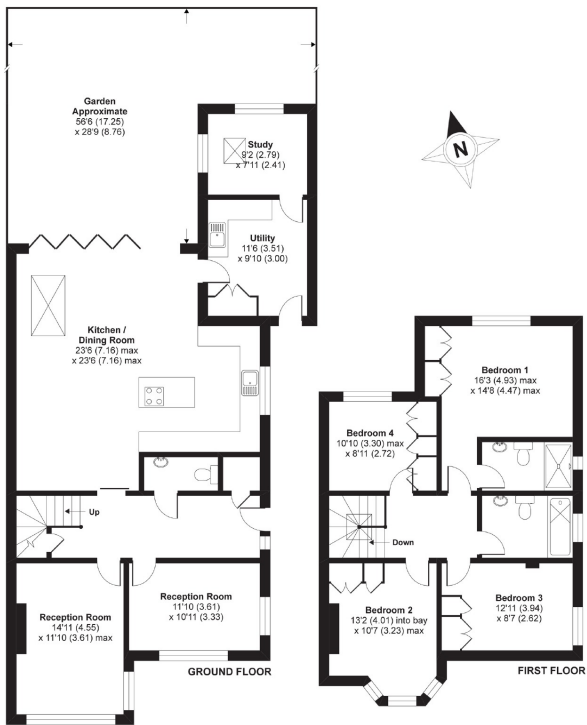 Garden
Approximate
56'6 (17.25)
x 28'9 (8.76)
Study
9'2 (2.79)
x 7'11 (2.41)
N
Utility
11'6 (3.51)
x 9'10 (3.00)
Kitchen /
Dining Room
23'6 (7.16) max
x 23'6 (7.16) max
Up
Reception Room
14'11 (4.55)
x 11'10 (3.61) max
Reception Room
11'10 (3.61)
x 10'11 (3.33)
GROUND FLOOR
Bedroom 1
16'3 (4.93) max
x 14'8 (4.47) max
Bedroom 4
10'10 (3.30) max
x 8'11 (2.72)
Down
Bedroom 2
13'2 (4.01) into bay
x 10'7 (3.23) max
Bedroom 3
12'11 (3.94)
x 8'7 (2.62)
FIRST FLOOR